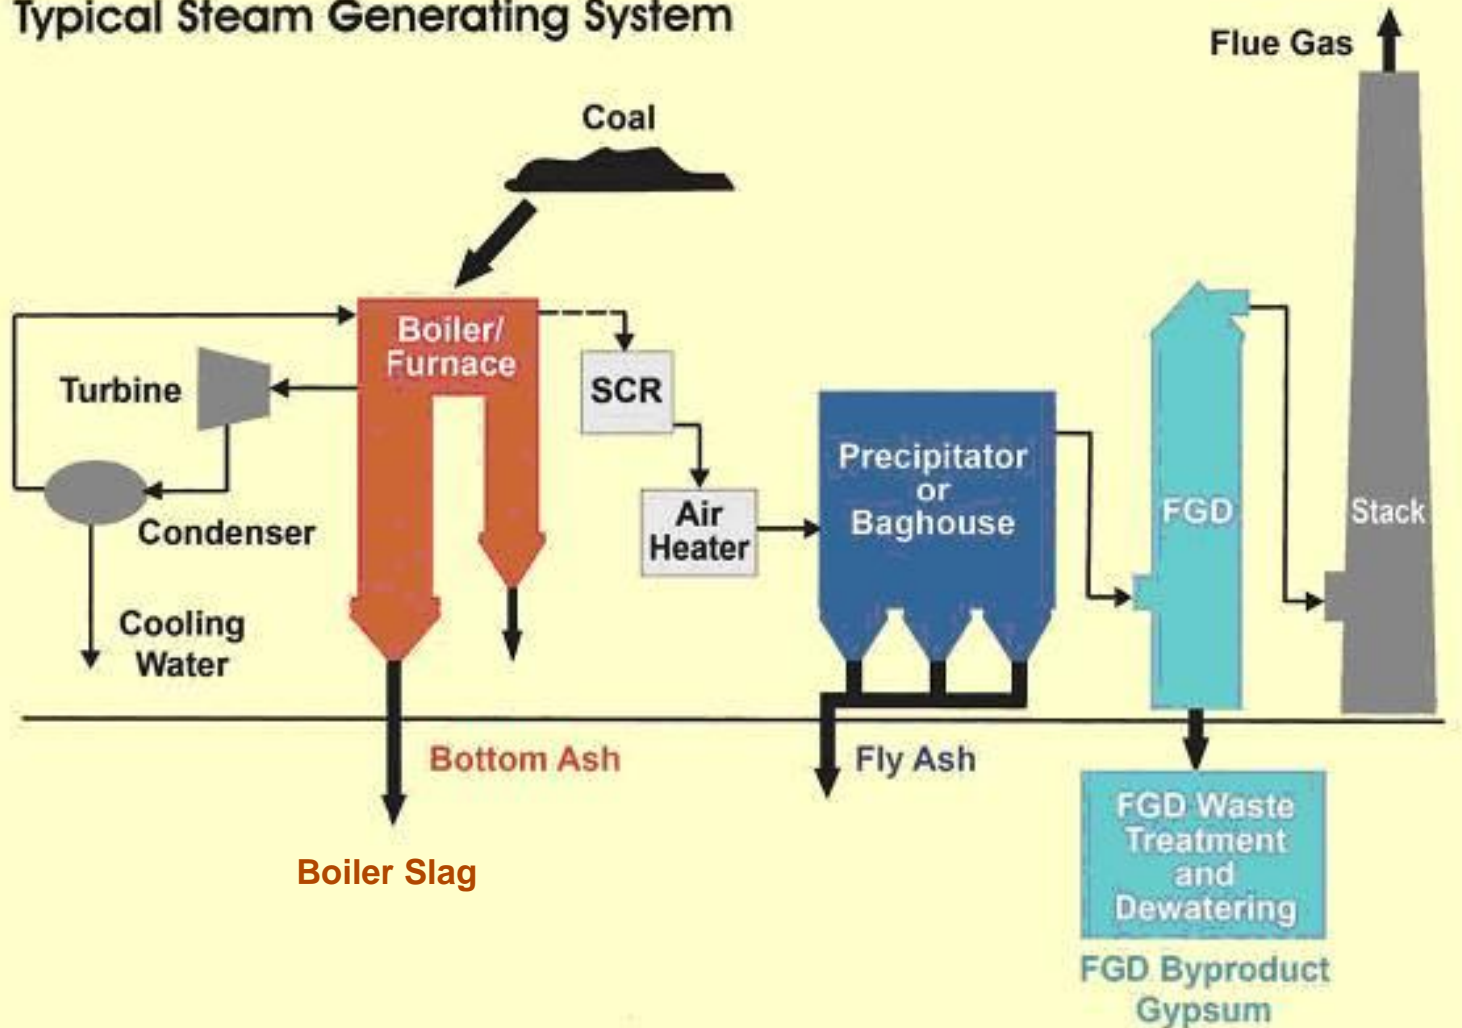 Typical Steam Generating System
Flue Gas
Coal
Boiler/
Furnace
Turbine
SCR
Condenser
Air
Heater
Precipitator
or
Baghouse
FGD
Stack
Cooling
Water
Bottom Ash
Fly Ash
Boiler Slag
FGD Waste
Treatment
and
Dewatering
FGD Byproduct
Gypsum